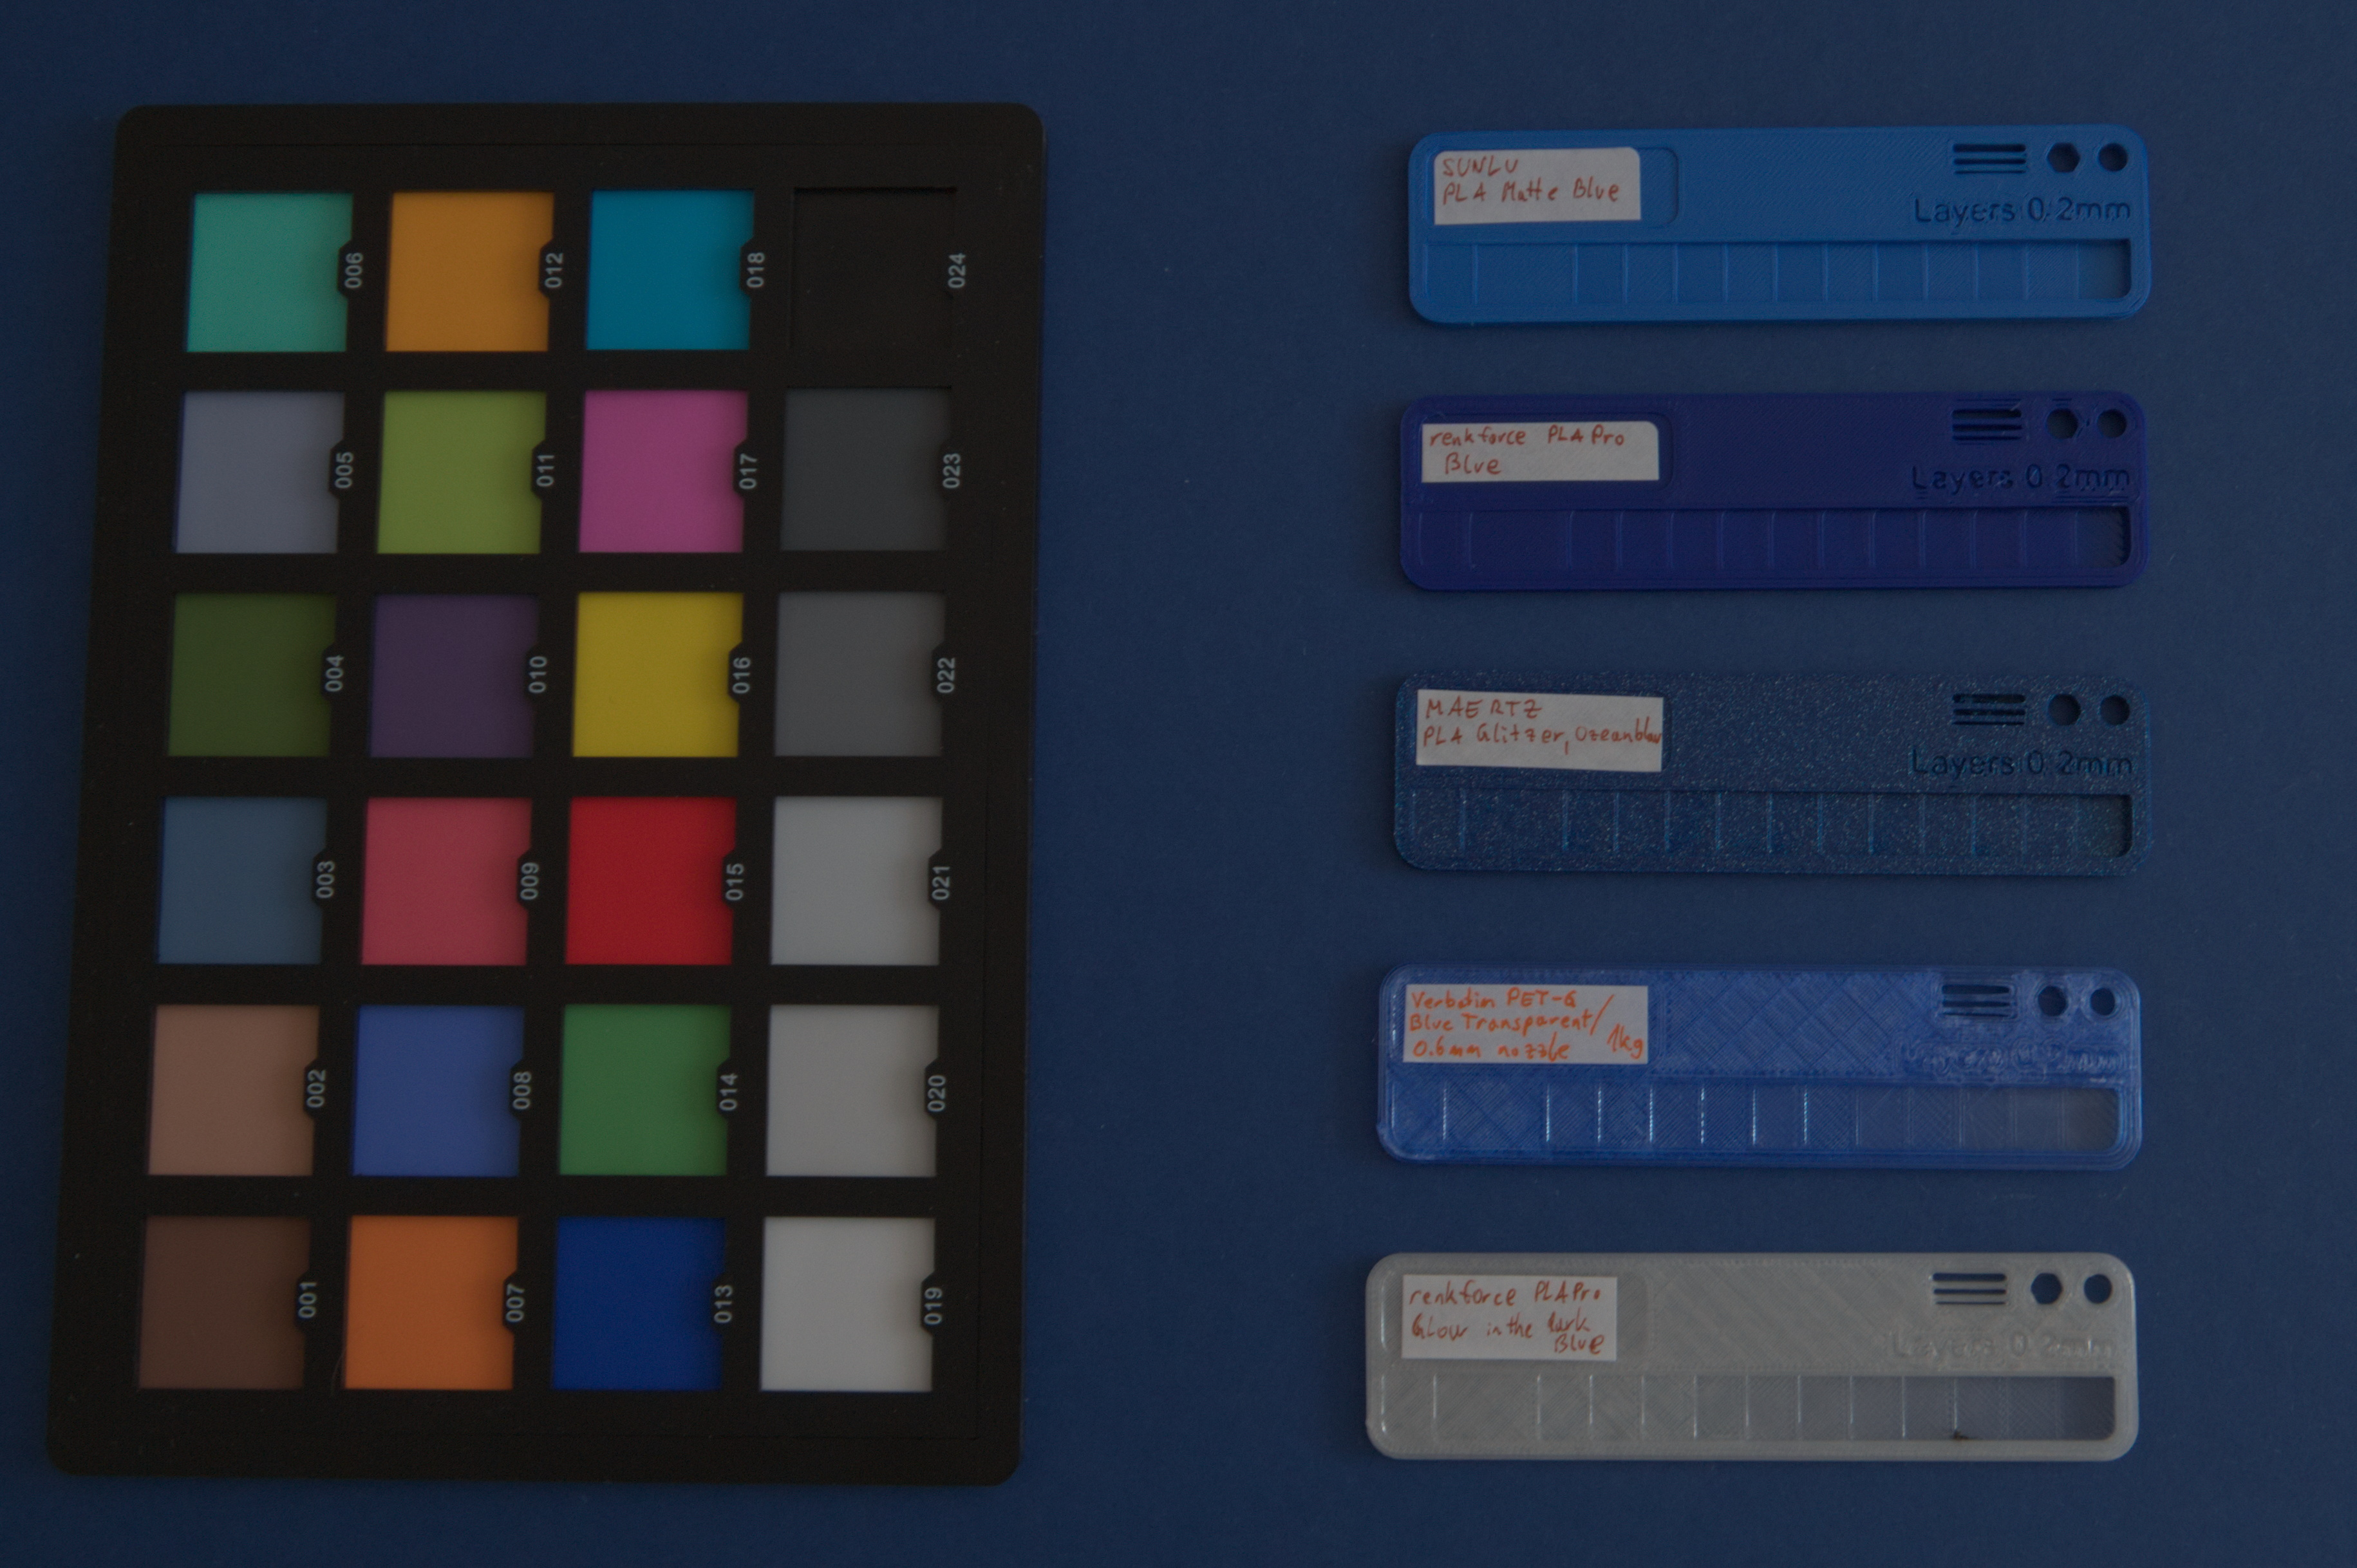 006
012
018
024
005
011
017
023
004
010
016
022
003
009
015
021
002
008
014
020
001
007
013
019
SUNLU
PLA Matte Blue
Layers 0.2mm
renkforce PLA Pro
Blue
Layers 0.2mm
MAERTZ
PLA Glitzer, Ozeanblau
Layers 0.2mm
Verbatim PET-G
Blue Transparent/
0.6mm nozzle 1kg
renkforce PLA Pro
Glow in the dark
Blue
Layers 0.2mm